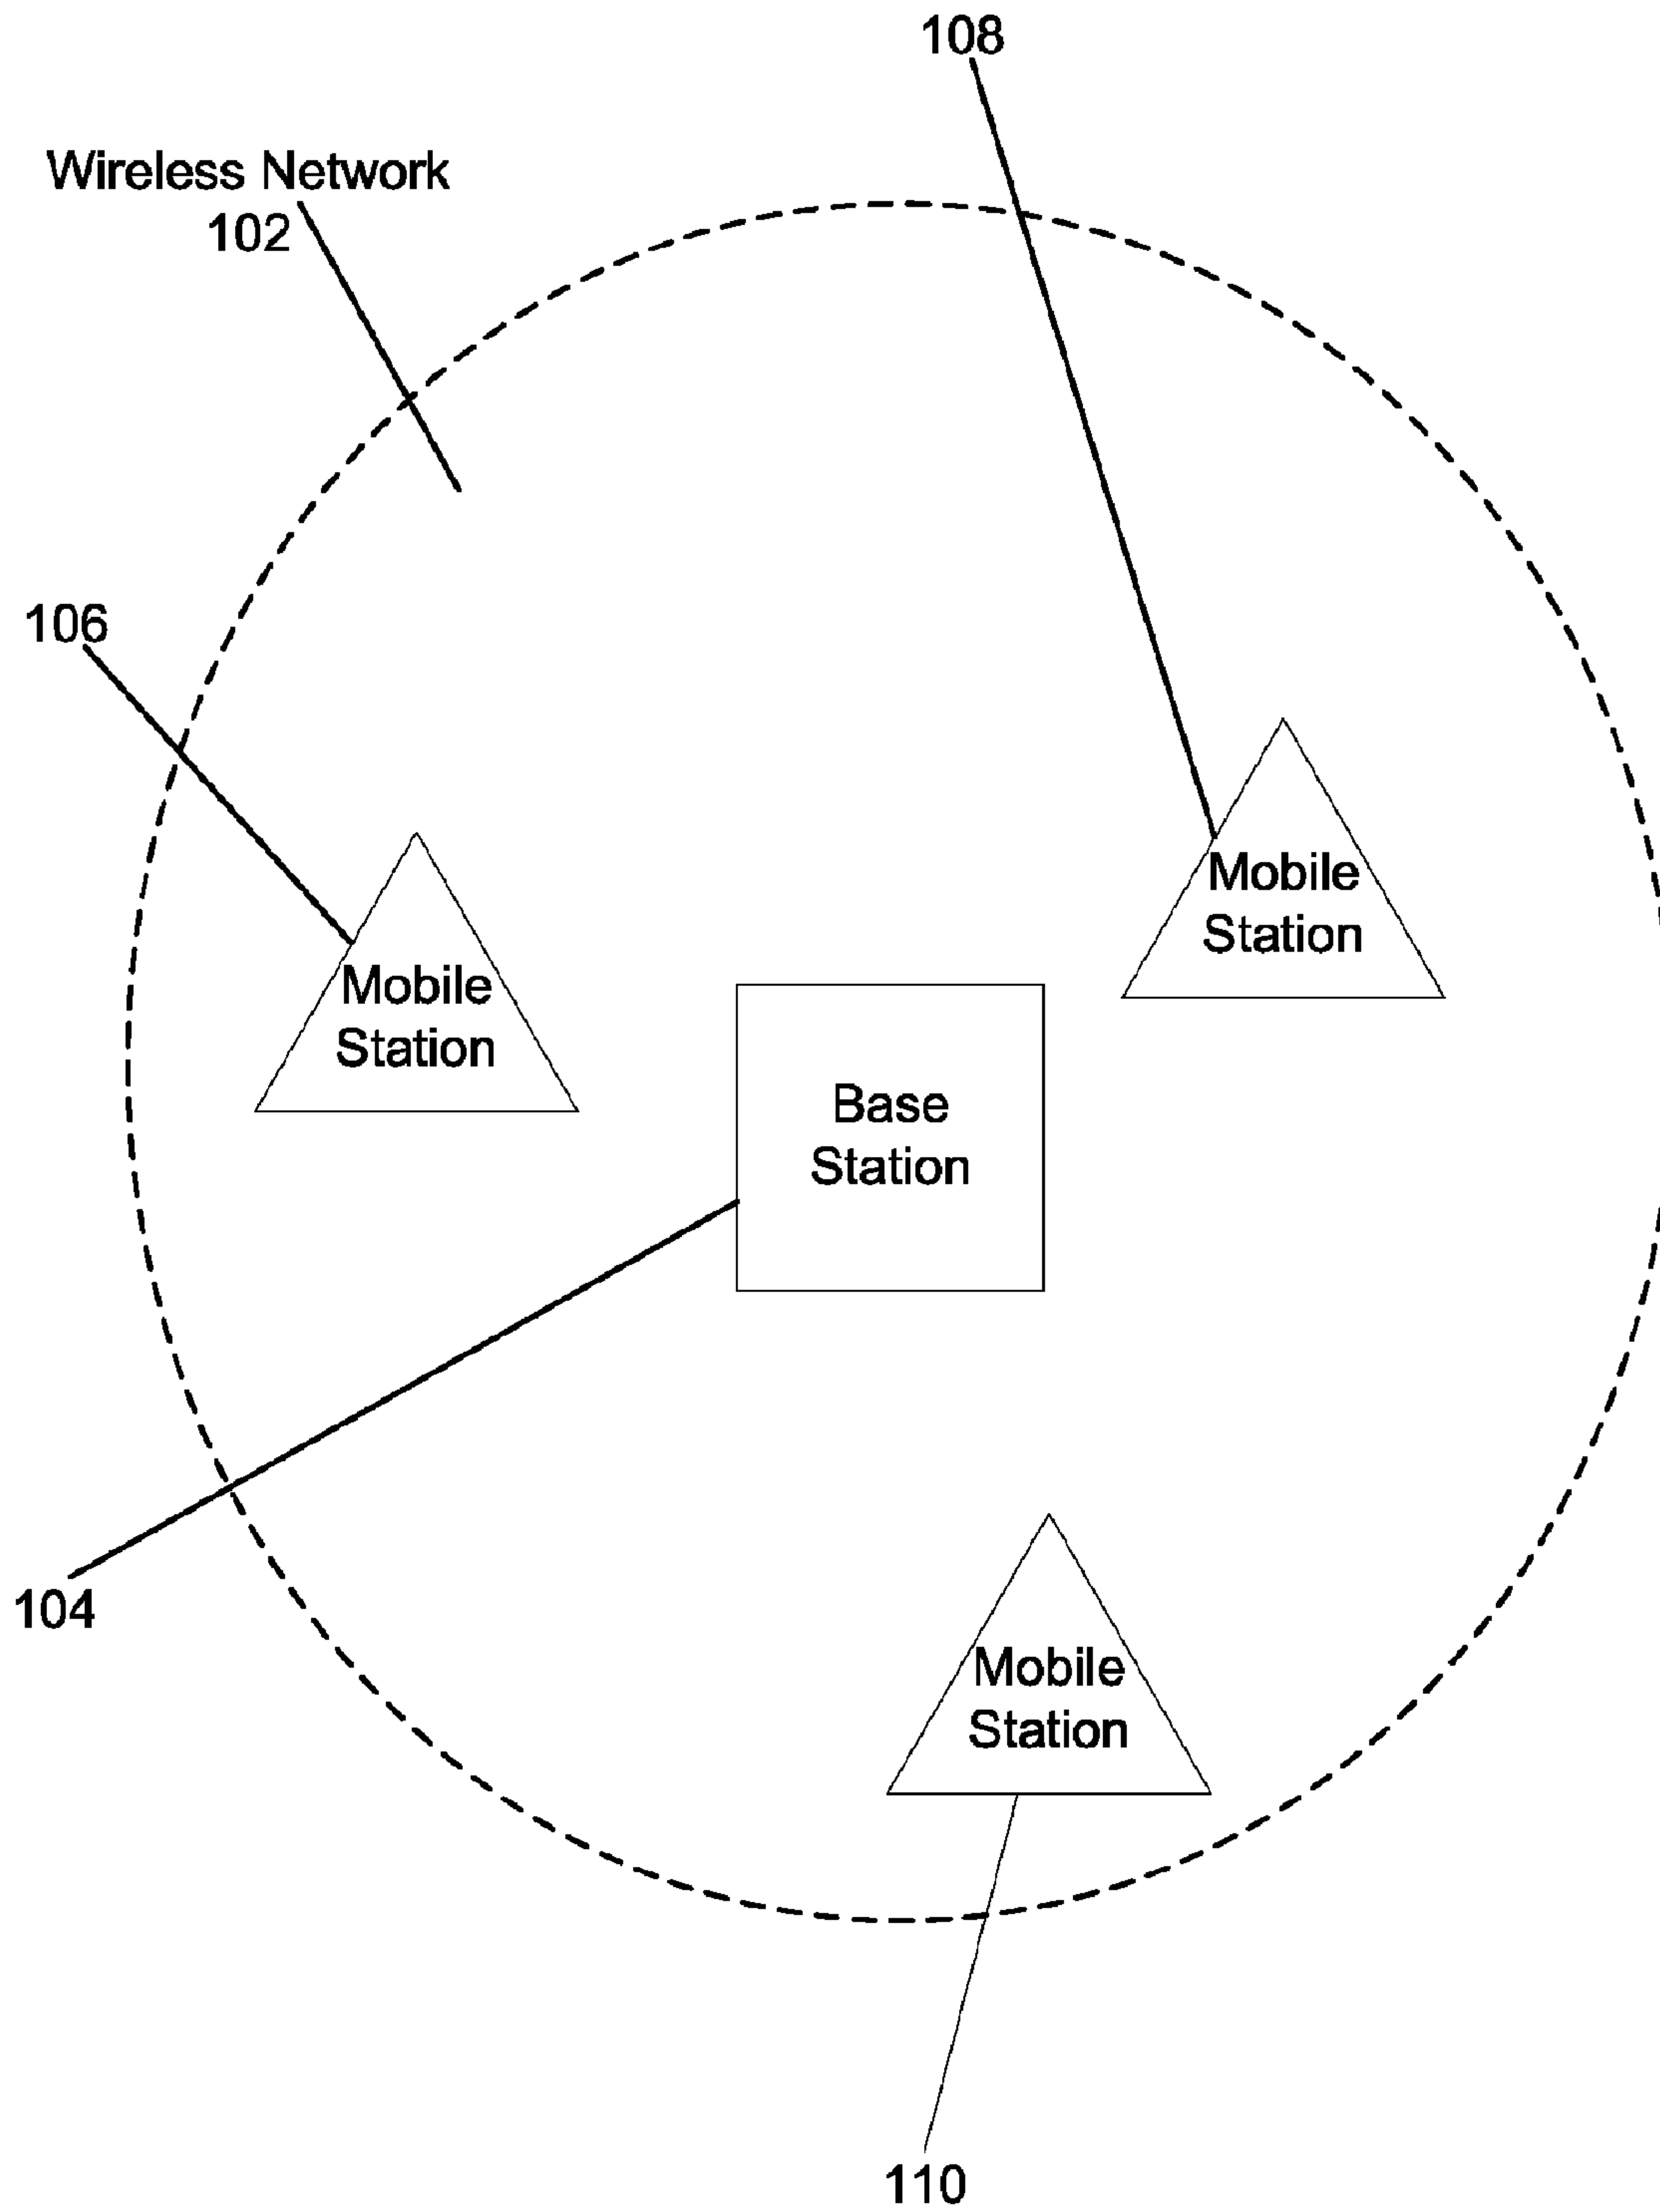 108
Wireless Network
102
106
Mobile
Station
Mobile
Station
Base
Station
104
Mobile
Station
110